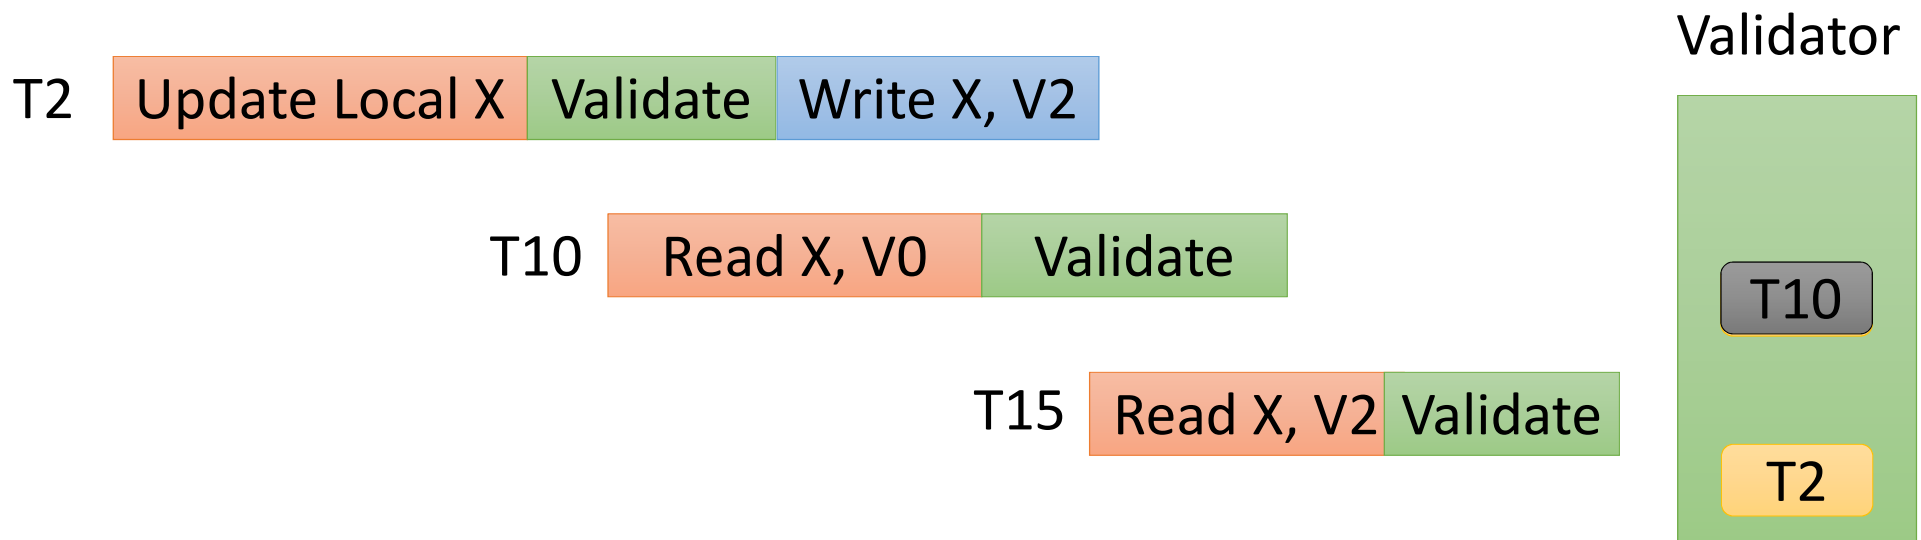 Validator
T2 Update Local X Validate Write X, V2
T10 Read X, V0 Validate
T10
T15 Read X, V2 Validate
T2